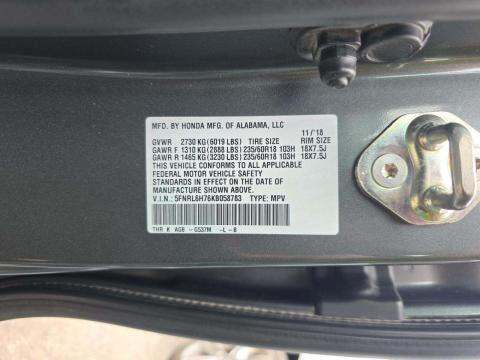 MFD. BY HONDA MFG. OF ALABAMA, LLC 11/'18
GVWR 2730 KG (6019 LBS) TIRE SIZE RIM SIZE
GAWR F 1310 KG (2888 LBS) 235/60R18 103H 18X7.5J
GAWR R 1465 KG (3230 LBS) 235/60R18 103H 18X7.5J
THIS VEHICLE CONFORMS TO ALL APPLICABLE
FEDERAL MOTOR VEHICLE SAFETY
STANDARDS IN EFFECT ON THE DATE OF
MANUFACTURE SHOWN ABOVE.
V.I.N.: 5FNRL6H76KB058783 TYPE: MPV
THR K AGB - G537M -L -B